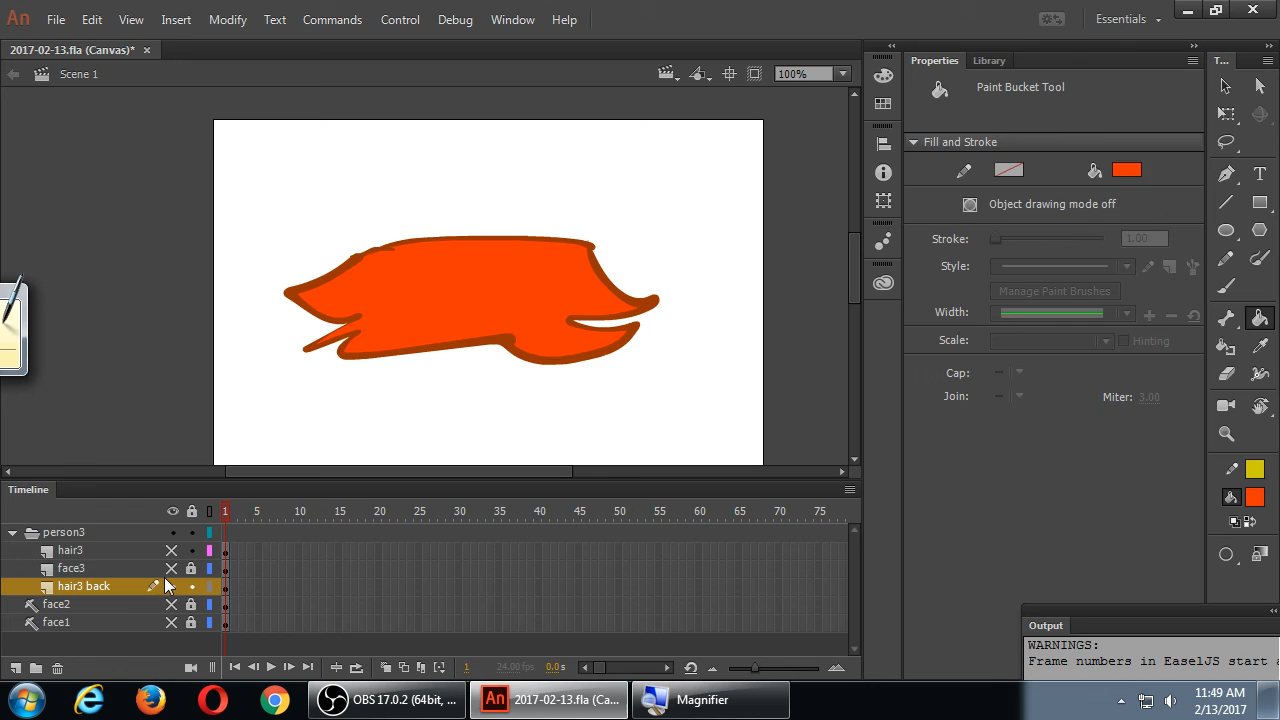 An File Edit View Insert Modify Text Commands Control Debug Window Help Essentials
2017-02-13.fla (Canvas)* ×
Scene 1 100%
Properties Library T...
Paint Bucket Tool
Fill and Stroke
Object drawing mode off
Stroke: 1.00
Style:
Manage Paint Brushes
Width:
Scale: Hinting
Cap:
Join: Miter: 3.00
Timeline
1 5 10 15 20 25 30 35 40 45 50 55 60 65 70 75
person3
hair3
face3
hair3 back
face2
face1
1 24.00 fps 0.0 s
Output
WARNINGS:
Frame numbers in EaselJS start
OBS 17.0.2 (64bit, ... An 2017-02-13.fla (Ca... Magnifier
11:49 AM
2/13/2017